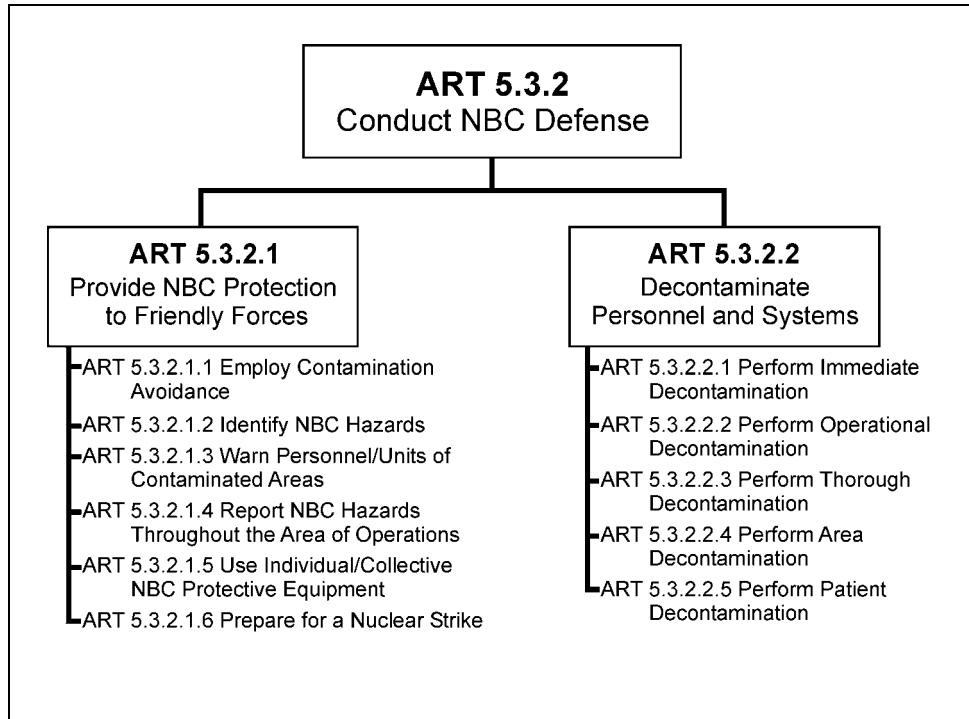 ART 5.3.2
Conduct NBC Defense
ART 5.3.2.1
Provide NBC Protection
to Friendly Forces
ART 5.3.2.1.1 Employ Contamination
Avoidance
ART 5.3.2.1.2 Identify NBC Hazards
ART 5.3.2.1.3 Warn Personnel/Units of
Contaminated Areas
ART 5.3.2.1.4 Report NBC Hazards
Throughout the Area of Operations
ART 5.3.2.1.5 Use Individual/Collective
NBC Protective Equipment
ART 5.3.2.1.6 Prepare for a Nuclear Strike
ART 5.3.2.2
Decontaminate
Personnel and Systems
ART 5.3.2.2.1 Perform Immediate
Decontamination
ART 5.3.2.2.2 Perform Operational
Decontamination
ART 5.3.2.2.3 Perform Thorough
Decontamination
ART 5.3.2.2.4 Perform Area
Decontamination
ART 5.3.2.2.5 Perform Patient
Decontamination